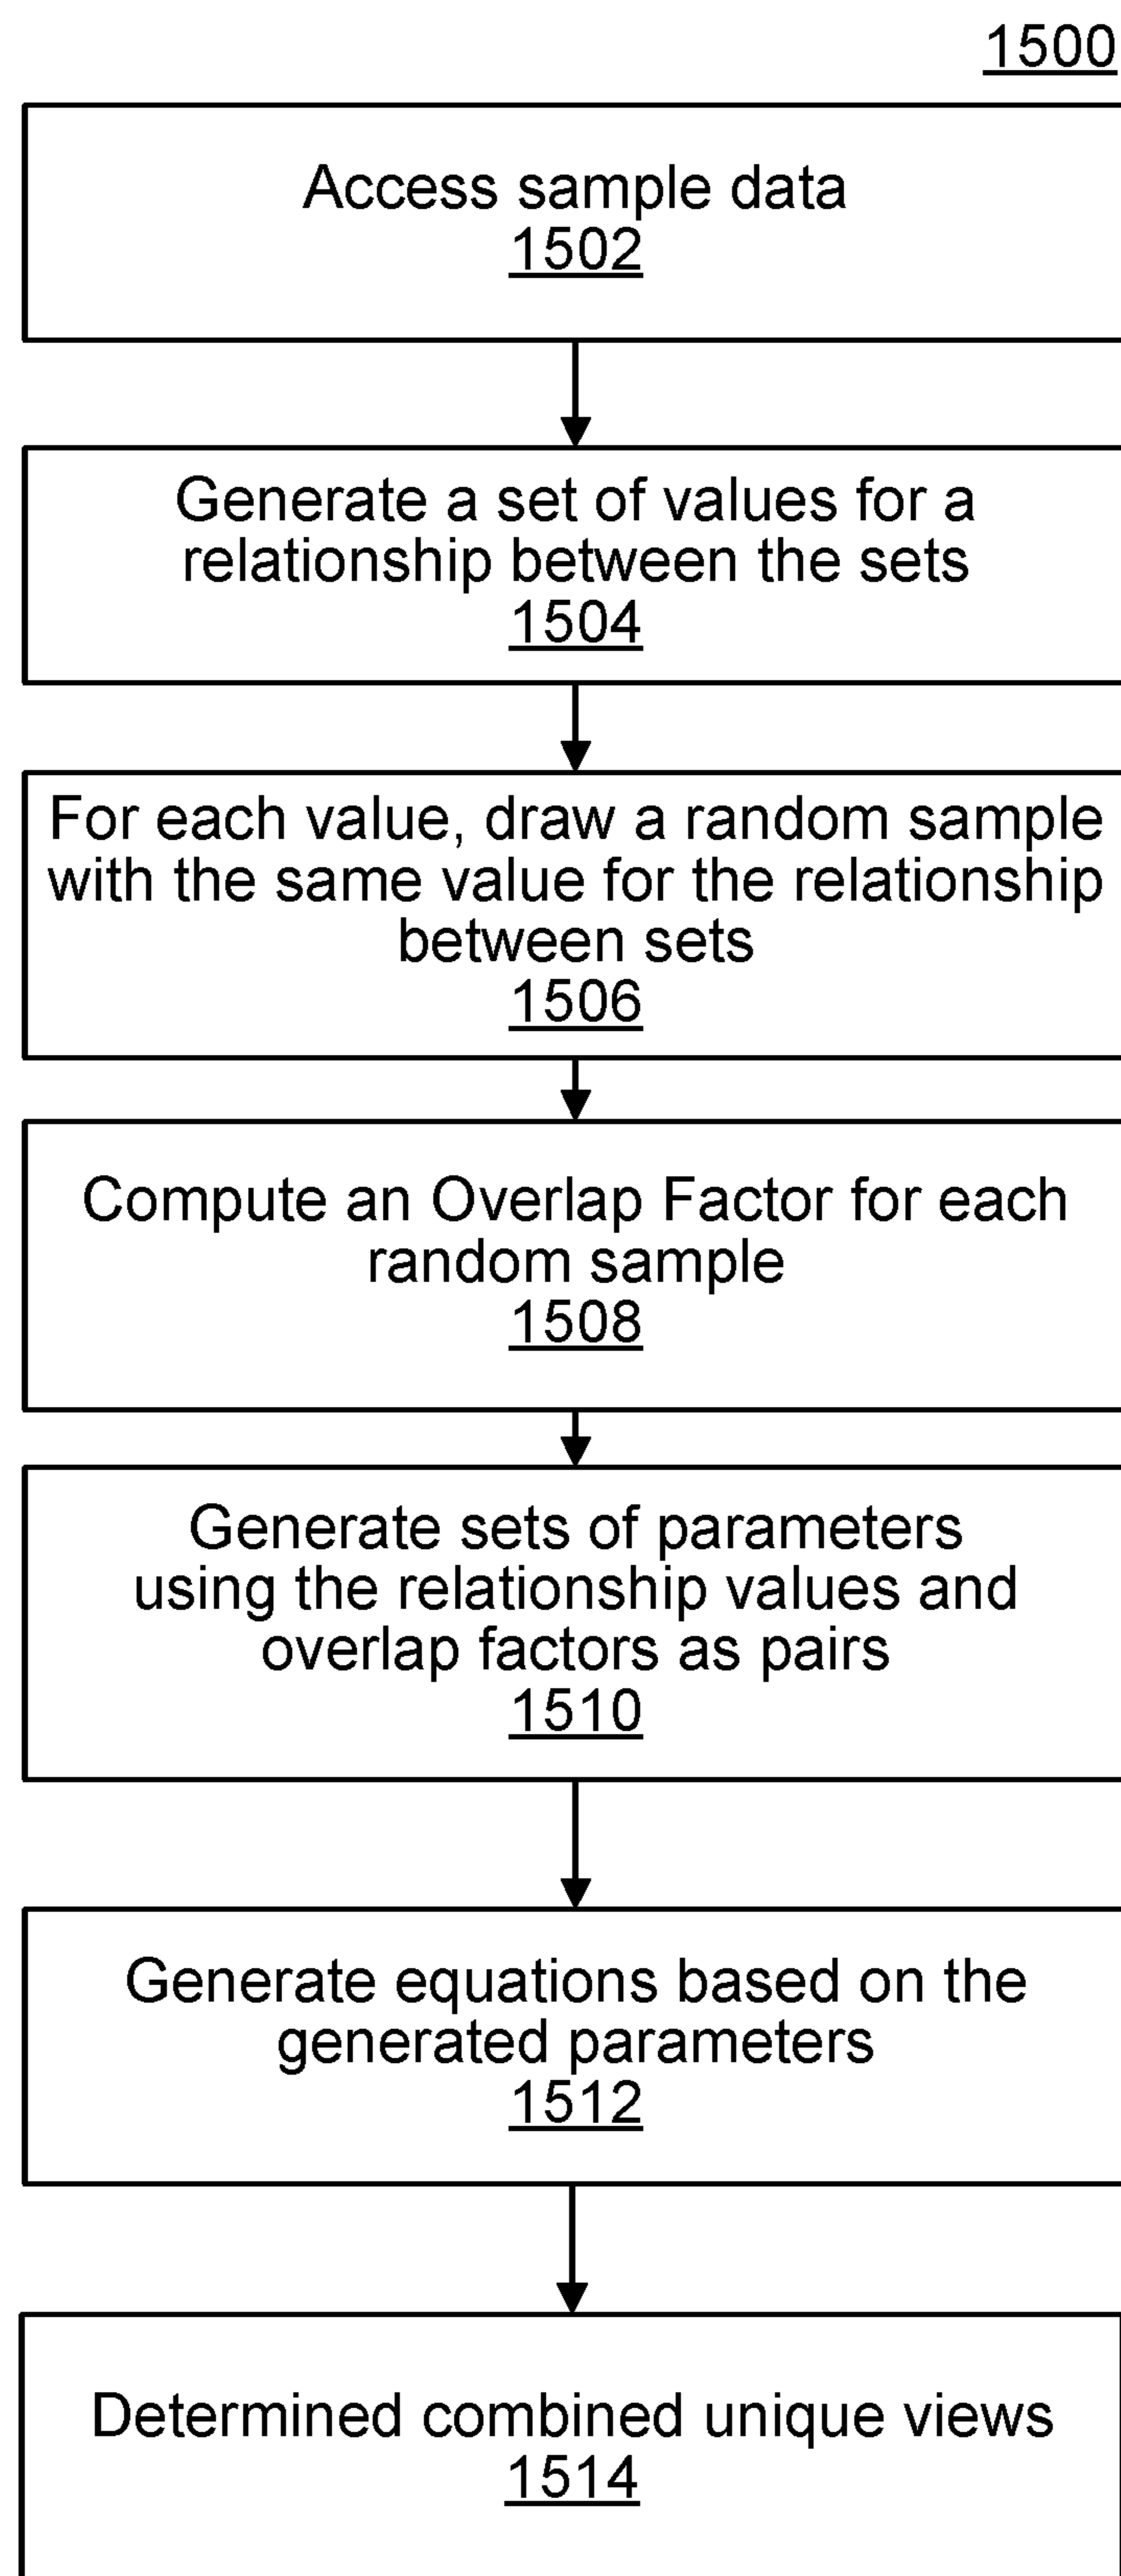 1500
Access sample data
1502
Generate a set of values for a
relationship between the sets
1504
For each value, draw a random sample
with the same value for the relationship
between sets
1506
Compute an Overlap Factor for each
random sample
1508
Generate sets of parameters
using the relationship values and
overlap factors as pairs
1510
Generate equations based on the
generated parameters
1512
Determined combined unique views
1514